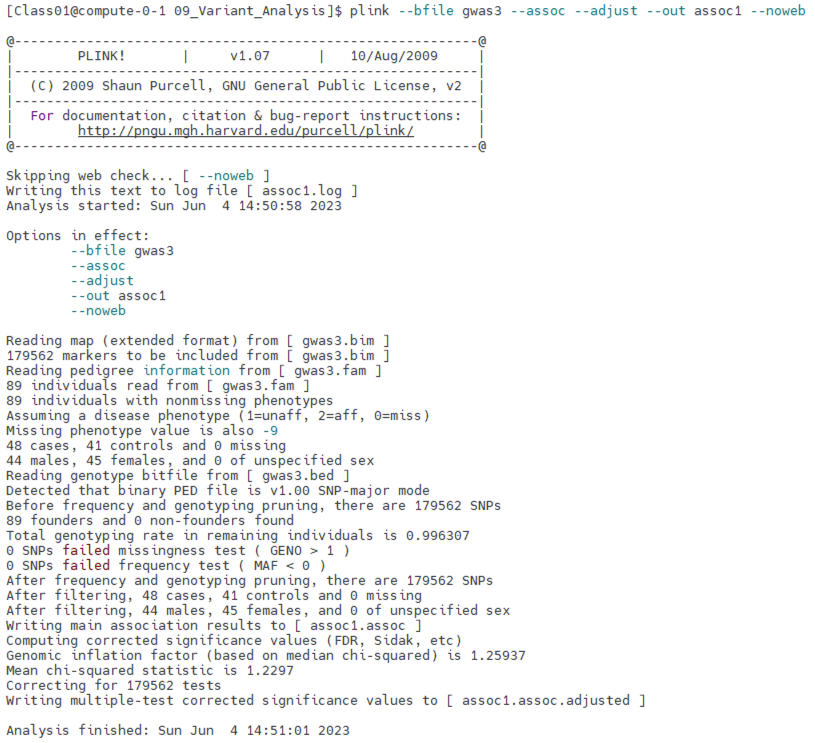 [Class01@compute-0-1 09_Variant_Analysis]$ plink --bfile gwas3 --assoc --adjust --out assoc1 --noweb
@----------------------------------------------------------@
|        PLINK!       |     v1.07      |   10/Aug/2009     |
|----------------------------------------------------------|
|  (C) 2009 Shaun Purcell, GNU General Public License, v2  |
|----------------------------------------------------------|
|  For documentation, citation & bug-report instructions:  |
|        http://pngu.mgh.harvard.edu/purcell/plink/        |
@----------------------------------------------------------@
Skipping web check... [ --noweb ]
Writing this text to log file [ assoc1.log ]
Analysis started: Sun Jun  4 14:50:58 2023
Options in effect:
--bfile gwas3
--assoc
--adjust
--out assoc1
--noweb
Reading map (extended format) from [ gwas3.bim ]
179562 markers to be included from [ gwas3.bim ]
Reading pedigree information from [ gwas3.fam ]
89 individuals read from [ gwas3.fam ]
89 individuals with nonmissing phenotypes
Assuming a disease phenotype (1=unaff, 2=aff, 0=miss)
Missing phenotype value is also -9
48 cases, 41 controls and 0 missing
44 males, 45 females, and 0 of unspecified sex
Reading genotype bitfile from [ gwas3.bed ]
Detected that binary PED file is v1.00 SNP-major mode
Before frequency and genotyping pruning, there are 179562 SNPs
89 founders and 0 non-founders found
Total genotyping rate in remaining individuals is 0.996307
0 SNPs failed missingness test ( GENO > 1 )
0 SNPs failed frequency test ( MAF < 0 )
After frequency and genotyping pruning, there are 179562 SNPs
After filtering, 48 cases, 41 controls and 0 missing
After filtering, 44 males, 45 females, and 0 of unspecified sex
Writing main association results to [ assoc1.assoc ]
Computing corrected significance values (FDR, Sidak, etc)
Genomic inflation factor (based on median chi-squared) is 1.25937
Mean chi-squared statistic is 1.2297
Correcting for 179562 tests
Writing multiple-test corrected significance values to [ assoc1.assoc.adjusted ]
Analysis finished: Sun Jun  4 14:51:01 2023